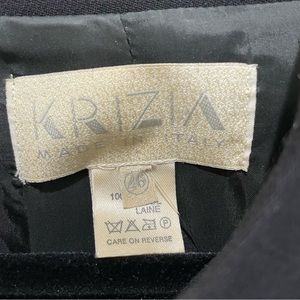 KRIZIA
MADE IN ITALY
46
100
LAINE
CARE ON REVERSE